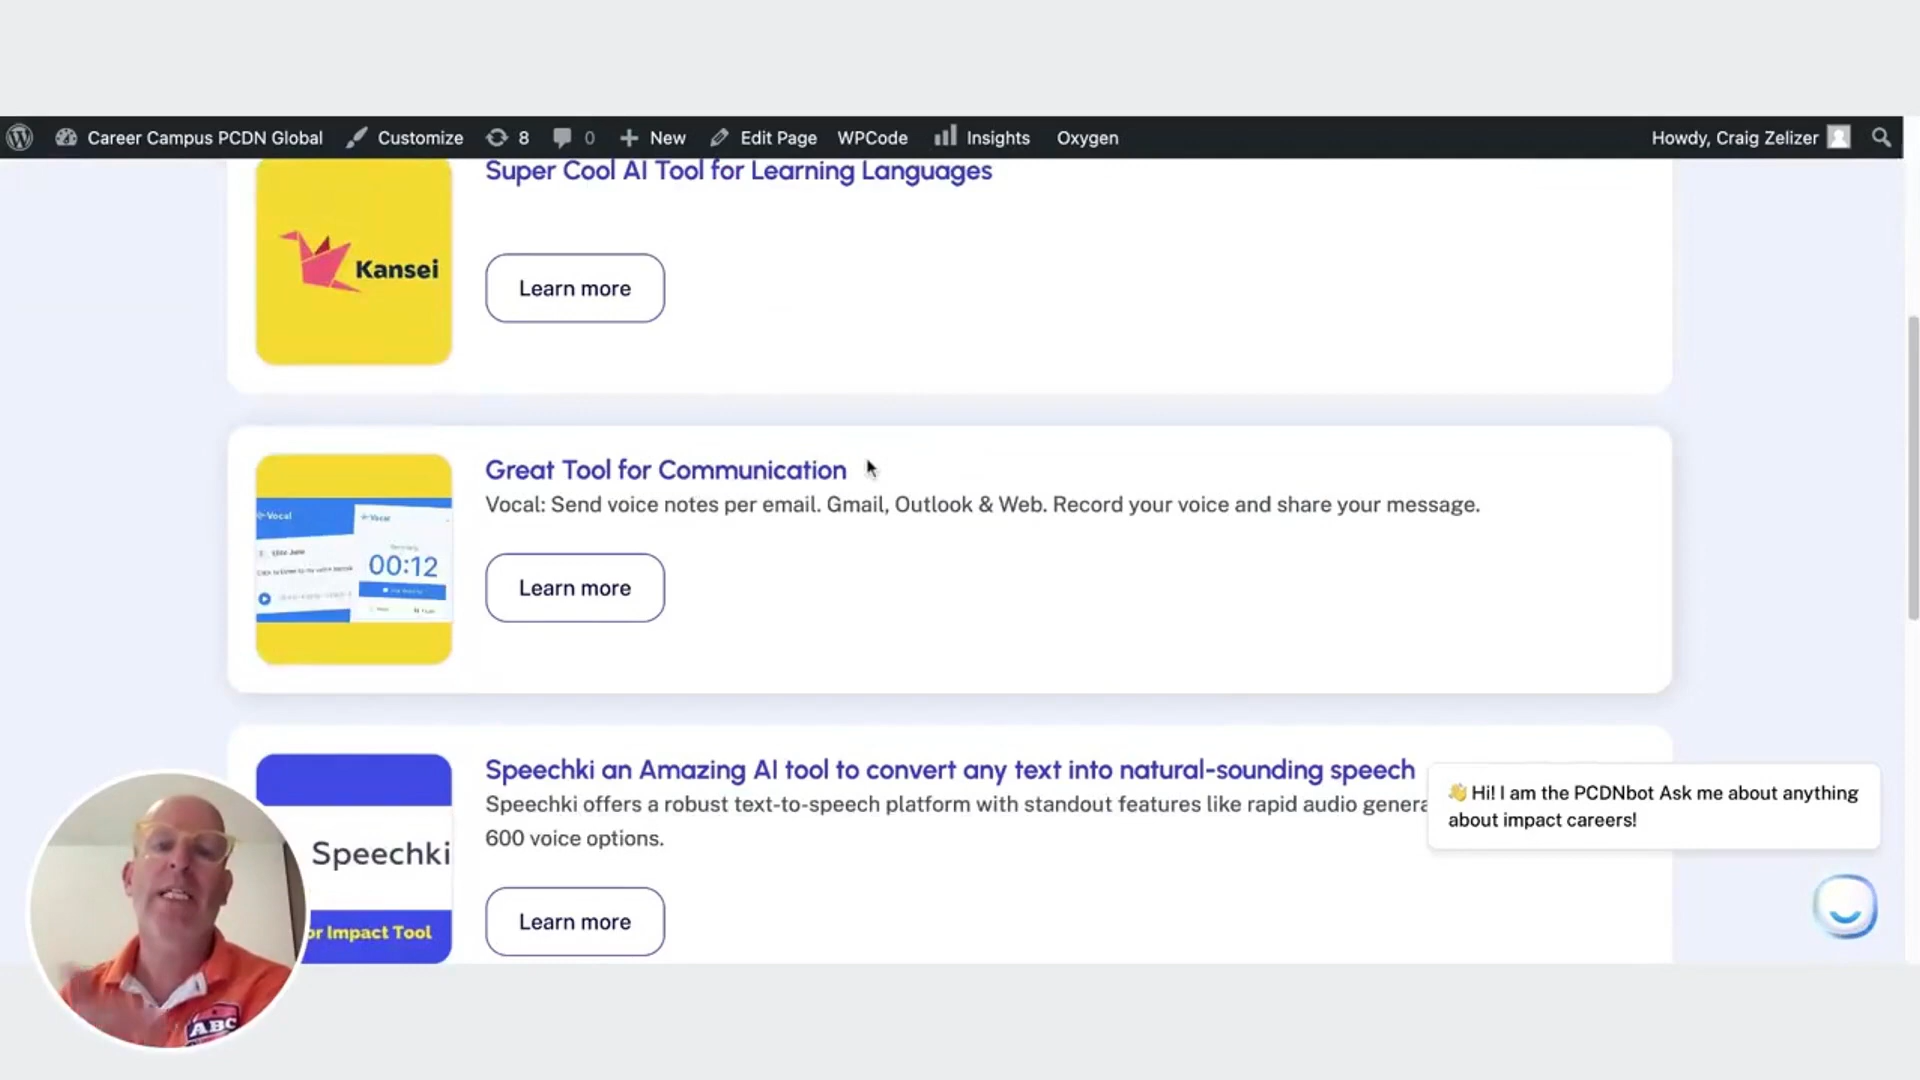 Career Campus PCDN Global Customize 8 0 New Edit Page WPCode Insights Oxygen Howdy, Craig Zelizer
Super Cool AI Tool for Learning Languages
Kansei
Learn more
Great Tool for Communication
Vocal: Send voice notes per email. Gmail, Outlook & Web. Record your voice and share your message.
Vocal
Vocal
00:12
Learn more
Speechki an Amazing AI tool to convert any text into natural-sounding speech
Speechki offers a robust text-to-speech platform with standout features like rapid audio genera
600 voice options.
Speechki
or Impact Tool
Learn more
👋 Hi! I am the PCDNbot Ask me about anything
about impact careers!
ABC